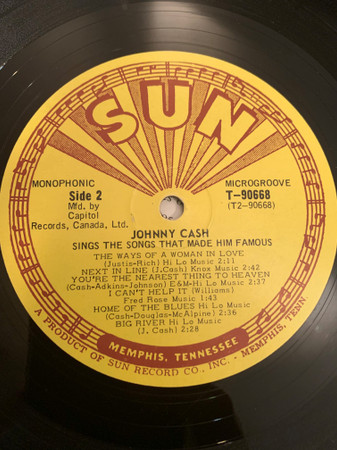 SUN
MONOPHONIC
Side 2
Mfd. by
Capitol
Records, Canada, Ltd.
MICROGROOVE
T-90668
(T2-90668)
JOHNNY CASH
SINGS THE SONGS THAT MADE HIM FAMOUS
THE WAYS OF A WOMAN IN LOVE
(Justis-Rich) Hi Lo Music 2:11
NEXT IN LINE (J.Cash) Knox Music 2:42
YOU'RE THE NEAREST THING TO HEAVEN
(Cash-Adkins-Johnson) E&M-Hi Lo Music 2:37
I CAN'T HELP IT (Williams)
Fred Rose Music 1:43
HOME OF THE BLUES Hi Lo Music
(Cash-Douglas-McAlpine) 2:36
BIG RIVER Hi Lo Music
(J. Cash) 2:28
MEMPHIS, TENNESSEE
A PRODUCT OF SUN RECORD CO., INC. - MEMPHIS, TENN